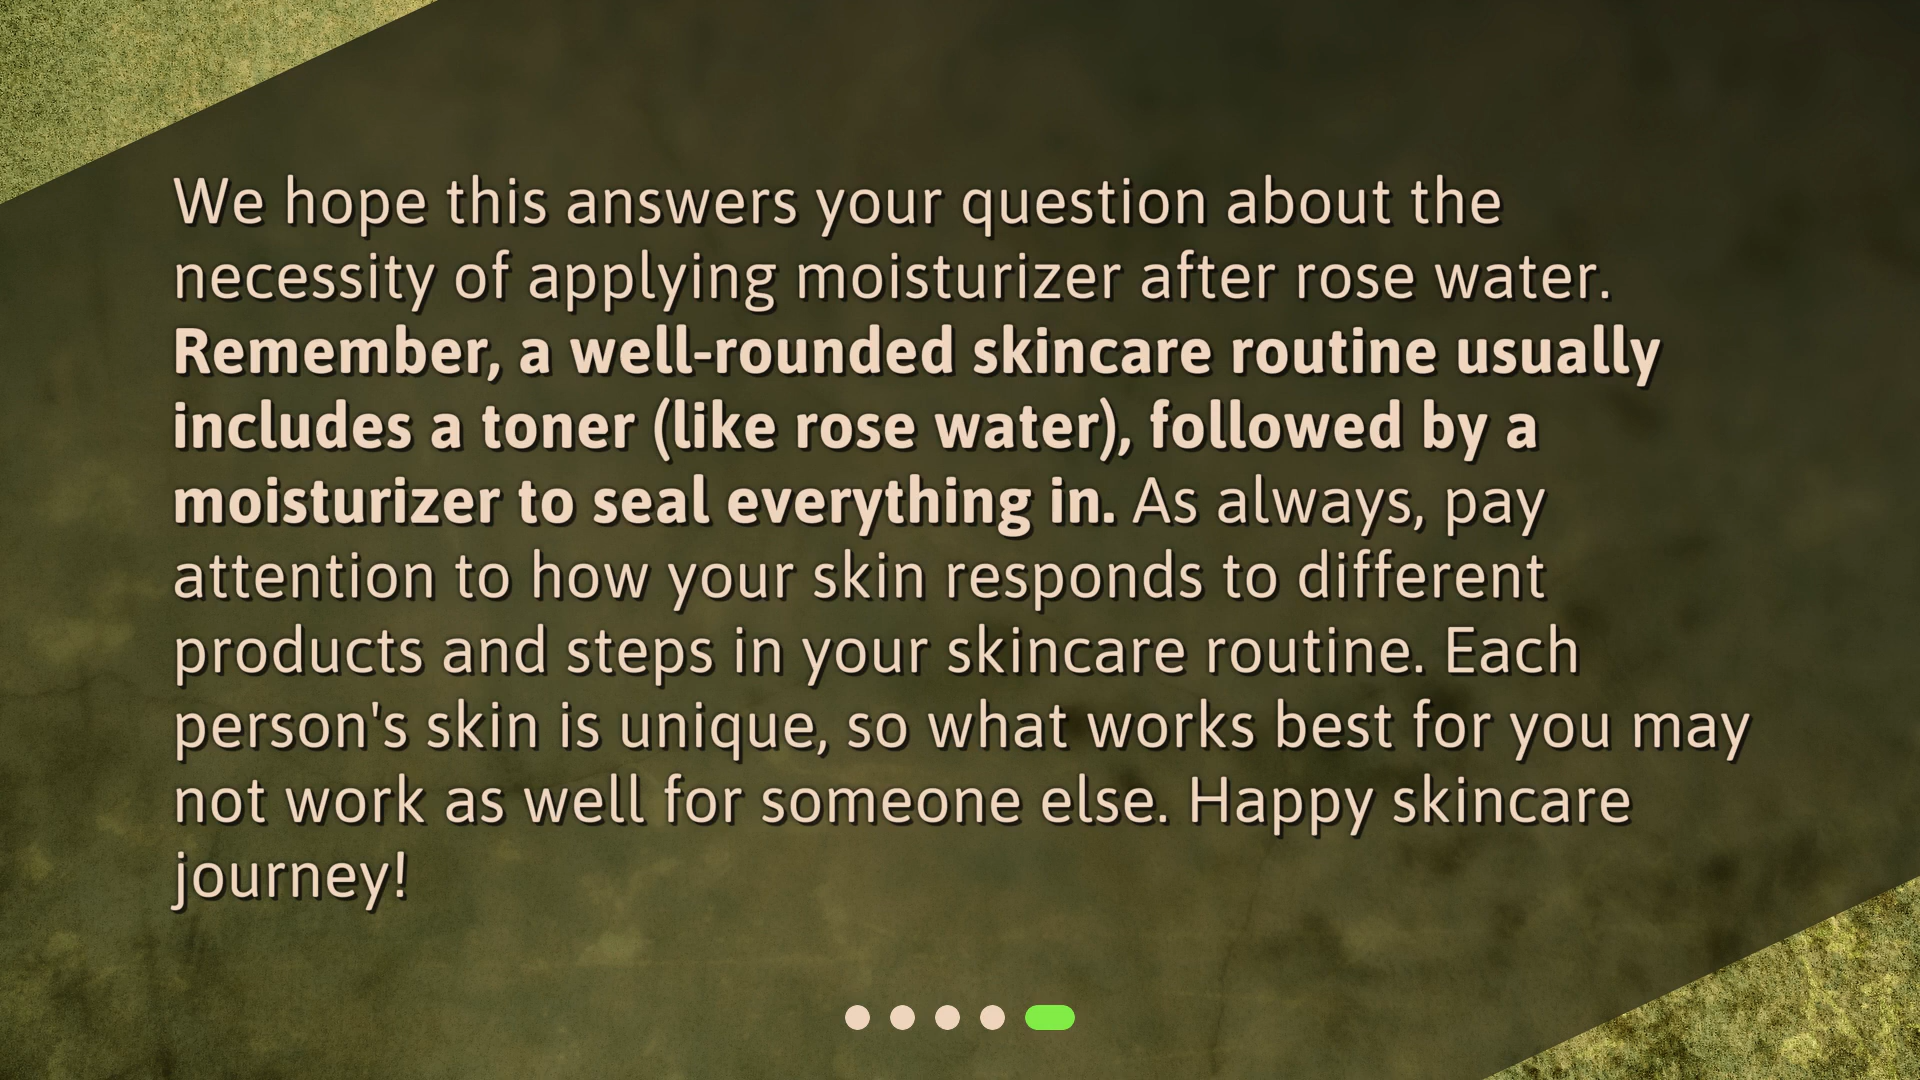 We hope this answers your question about the
necessity of applying moisturizer after rose water.
Remember, a well-rounded skincare routine usually
includes a toner (like rose water), followed by a
moisturizer to seal everything in. As always, pay
attention to how your skin responds to different
products and steps in your skincare routine. Each
person's skin is unique, so what works best for you may
not work as well for someone else. Happy skincare
journey!